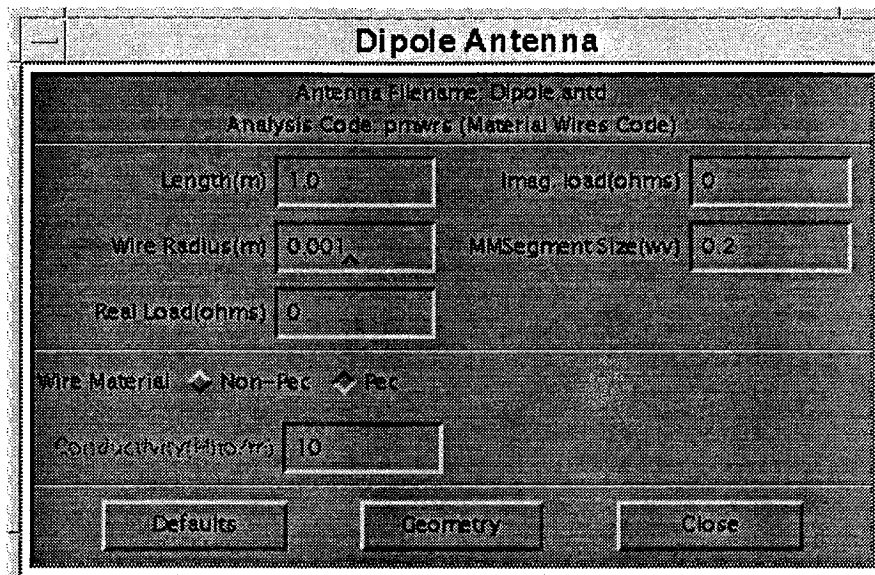 Dipole Antenna
Antenna Filename: Dipole.antd
Analysis Code: pmwrs (Material Wires Code)
Length(m) 1.0 Imag. load(ohms) 0
Wire Radius(m) 0.001 MMSegment Size(wv) 0.2
Real Load(ohms) 0
Wire Material Non-Pec Pec
Conductivity(Mho/m) 10
Defaults Geometry Close